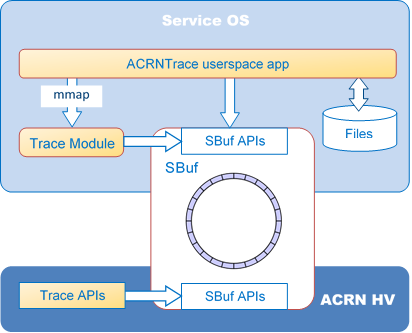 Service OS
ACRNTrace userspace app
mmap
Trace Module
SBuf APIs
Files
SBuf
Trace APIs
SBuf APIs
ACRN HV